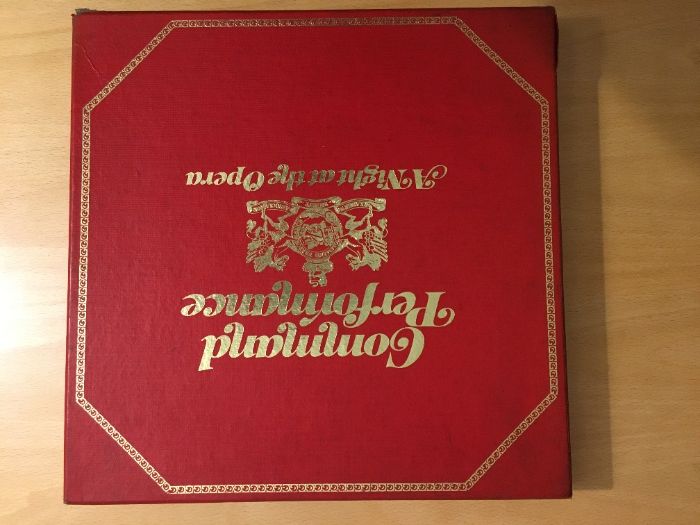 Command
Performance
A Night at the Opera